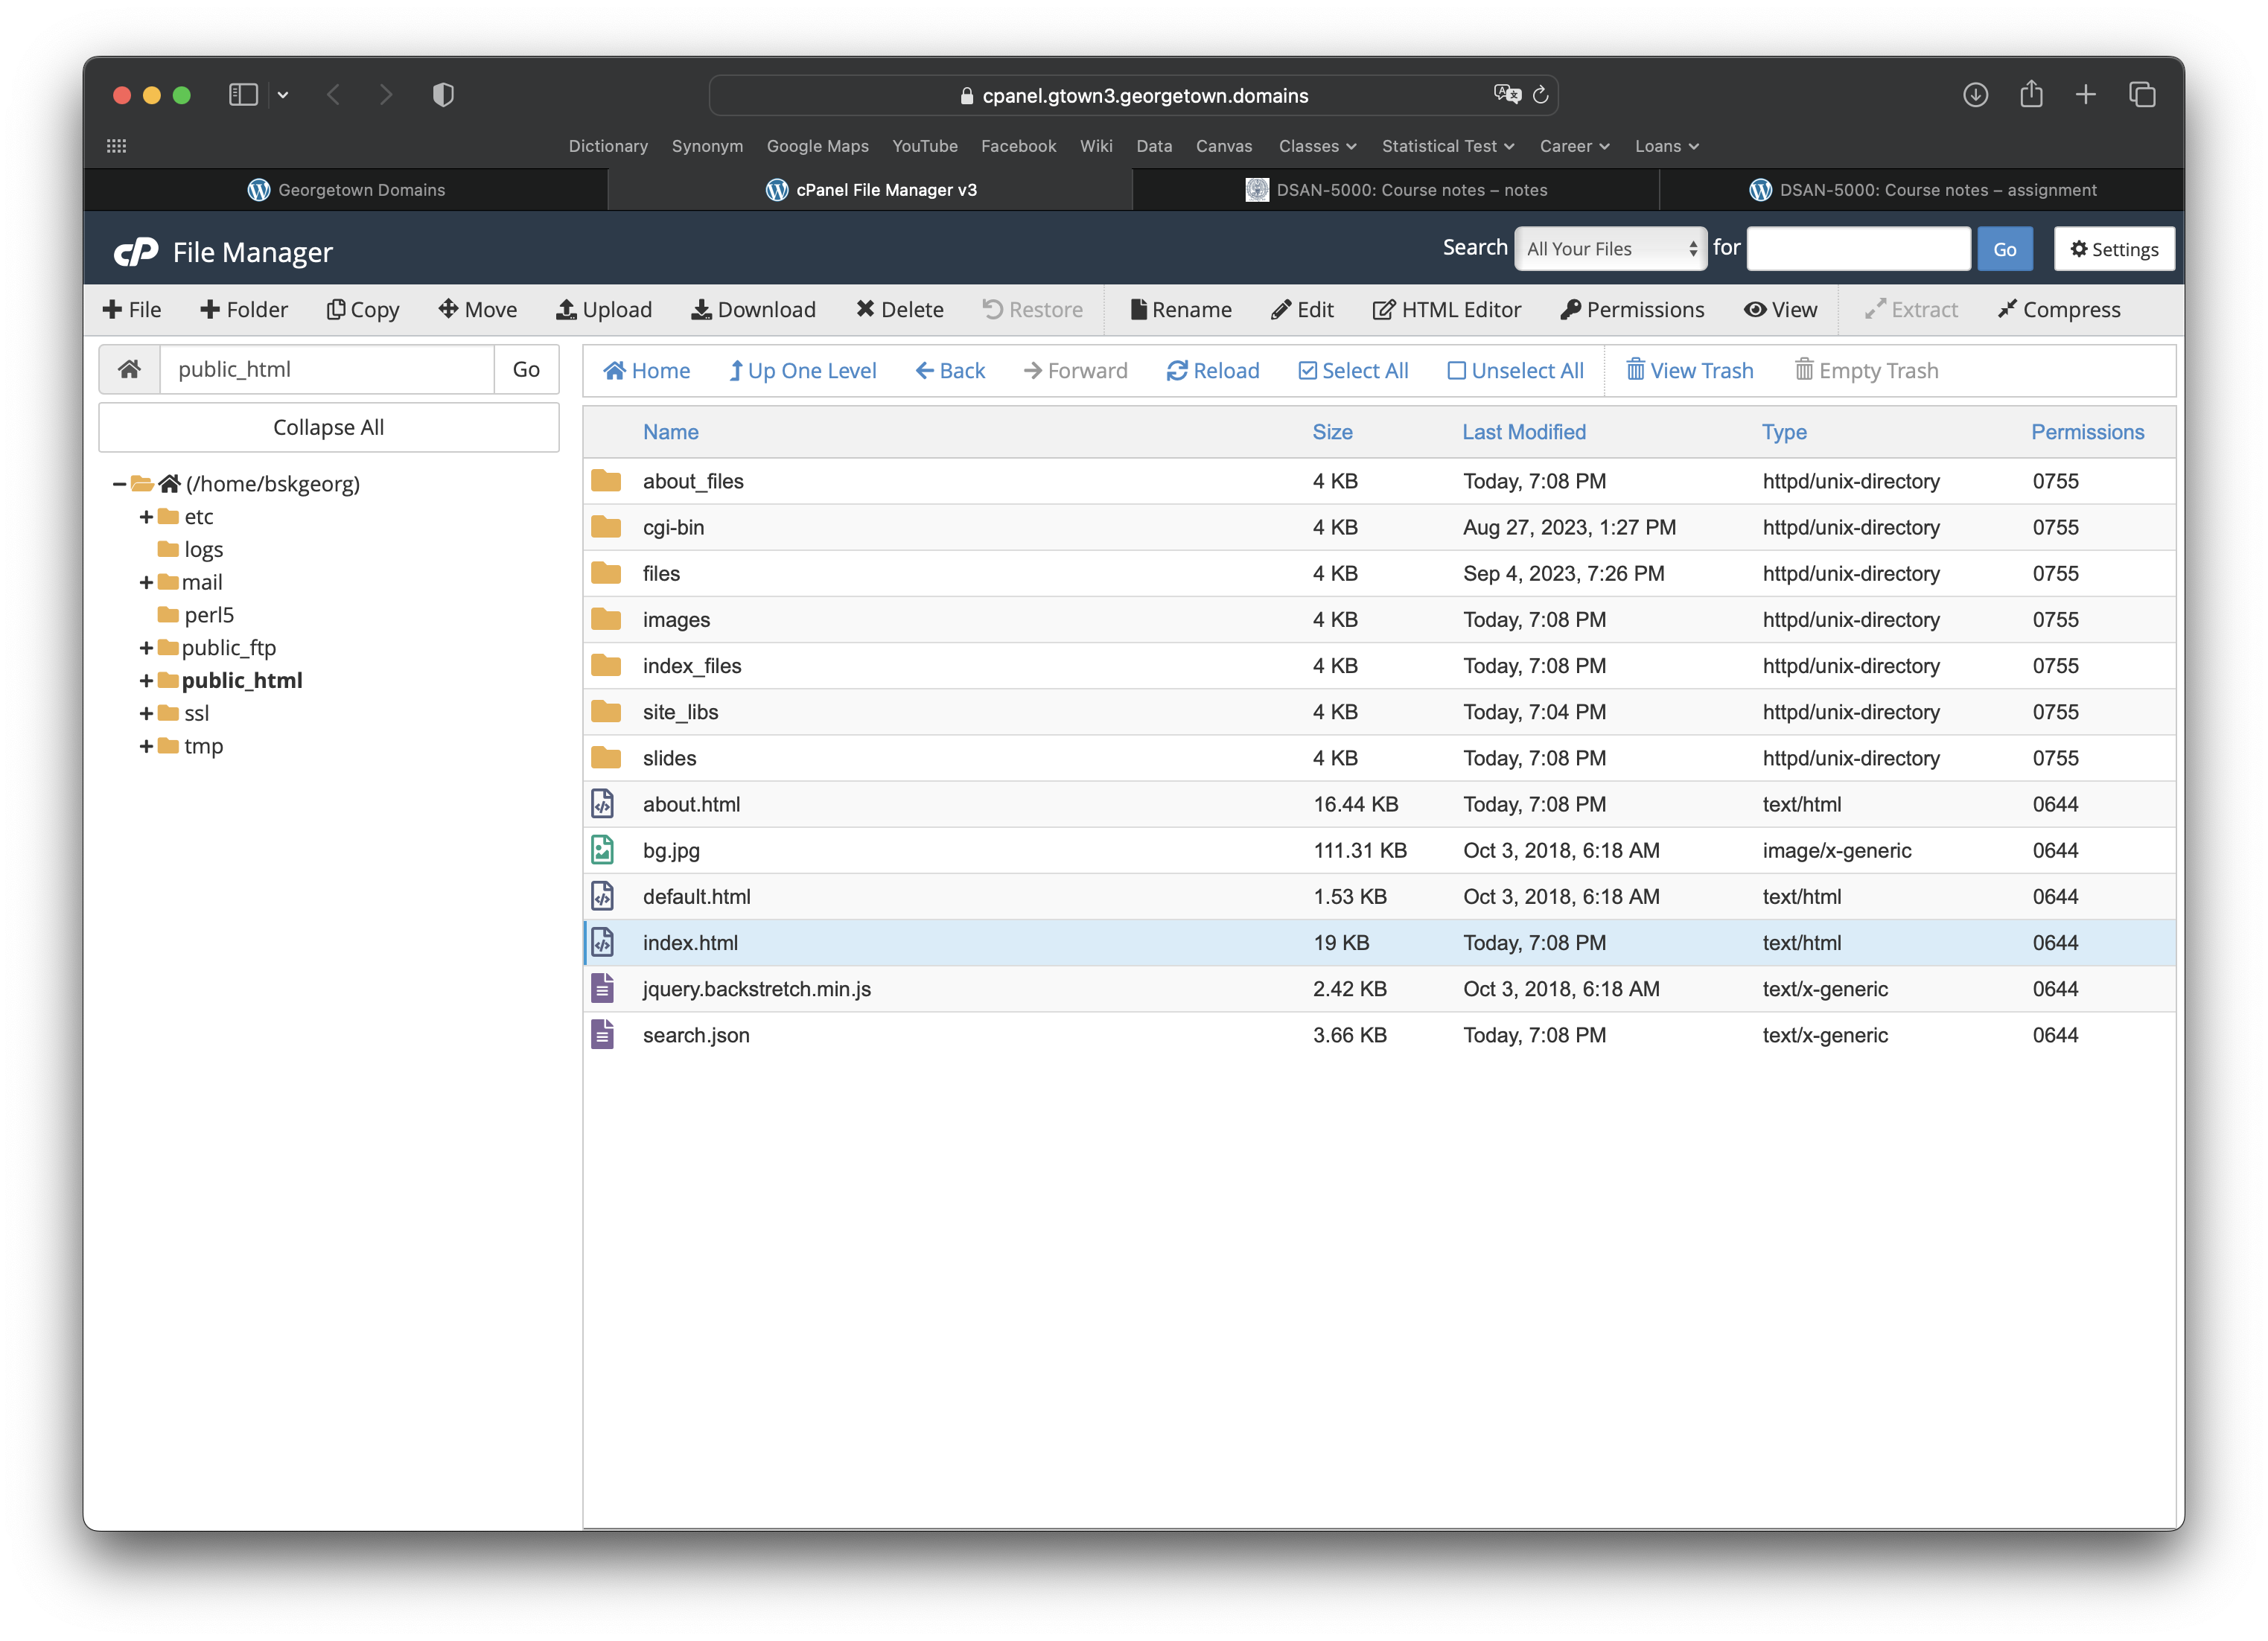 cpanel.gtown3.georgetown.domains
Dictionary Synonym Google Maps YouTube Facebook Wiki Data Canvas Classes Statistical Test Career Loans
Georgetown Domains cPanel File Manager v3 DSAN-5000: Course notes – notes DSAN-5000: Course notes – assignment
cP File Manager Search All Your Files for Go Settings
File Folder Copy Move Upload Download Delete Restore Rename Edit HTML Editor Permissions View Extract Compress
public_html Go Home Up One Level Back Forward Reload Select All Unselect All View Trash Empty Trash
Collapse All
(/home/bskgeorg)
etc
logs
mail
perl5
public_ftp
public_html
ssl
tmp
Name Size Last Modified Type Permissions
about_files 4 KB Today, 7:08 PM httpd/unix-directory 0755
cgi-bin 4 KB Aug 27, 2023, 1:27 PM httpd/unix-directory 0755
files 4 KB Sep 4, 2023, 7:26 PM httpd/unix-directory 0755
images 4 KB Today, 7:08 PM httpd/unix-directory 0755
index_files 4 KB Today, 7:08 PM httpd/unix-directory 0755
site_libs 4 KB Today, 7:04 PM httpd/unix-directory 0755
slides 4 KB Today, 7:08 PM httpd/unix-directory 0755
about.html 16.44 KB Today, 7:08 PM text/html 0644
bg.jpg 111.31 KB Oct 3, 2018, 6:18 AM image/x-generic 0644
default.html 1.53 KB Oct 3, 2018, 6:18 AM text/html 0644
index.html 19 KB Today, 7:08 PM text/html 0644
jquery.backstretch.min.js 2.42 KB Oct 3, 2018, 6:18 AM text/x-generic 0644
search.json 3.66 KB Today, 7:08 PM text/x-generic 0644